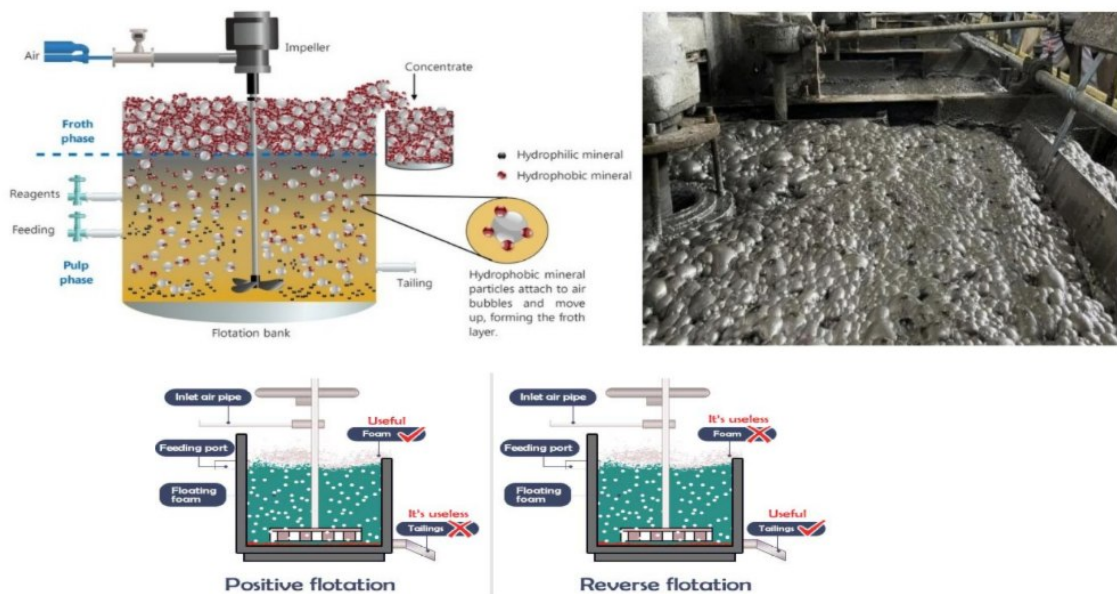 Air
Impeller
Concentrate
Froth
phase
Hydrophilic mineral
Hydrophobic mineral
Reagents
Feeding
Pulp
phase
Tailing
Hydrophobic mineral
particles attach to air
bubbles and move
up, forming the froth
layer.
Flotation bank
Inlet air pipe
Useful
Foam
Feeding port
Floating
foam
It's useless
Tailings
Positive flotation
Inlet air pipe
It's useless
Foam
Feeding port
Floating
foam
Useful
Tailings
Reverse flotation